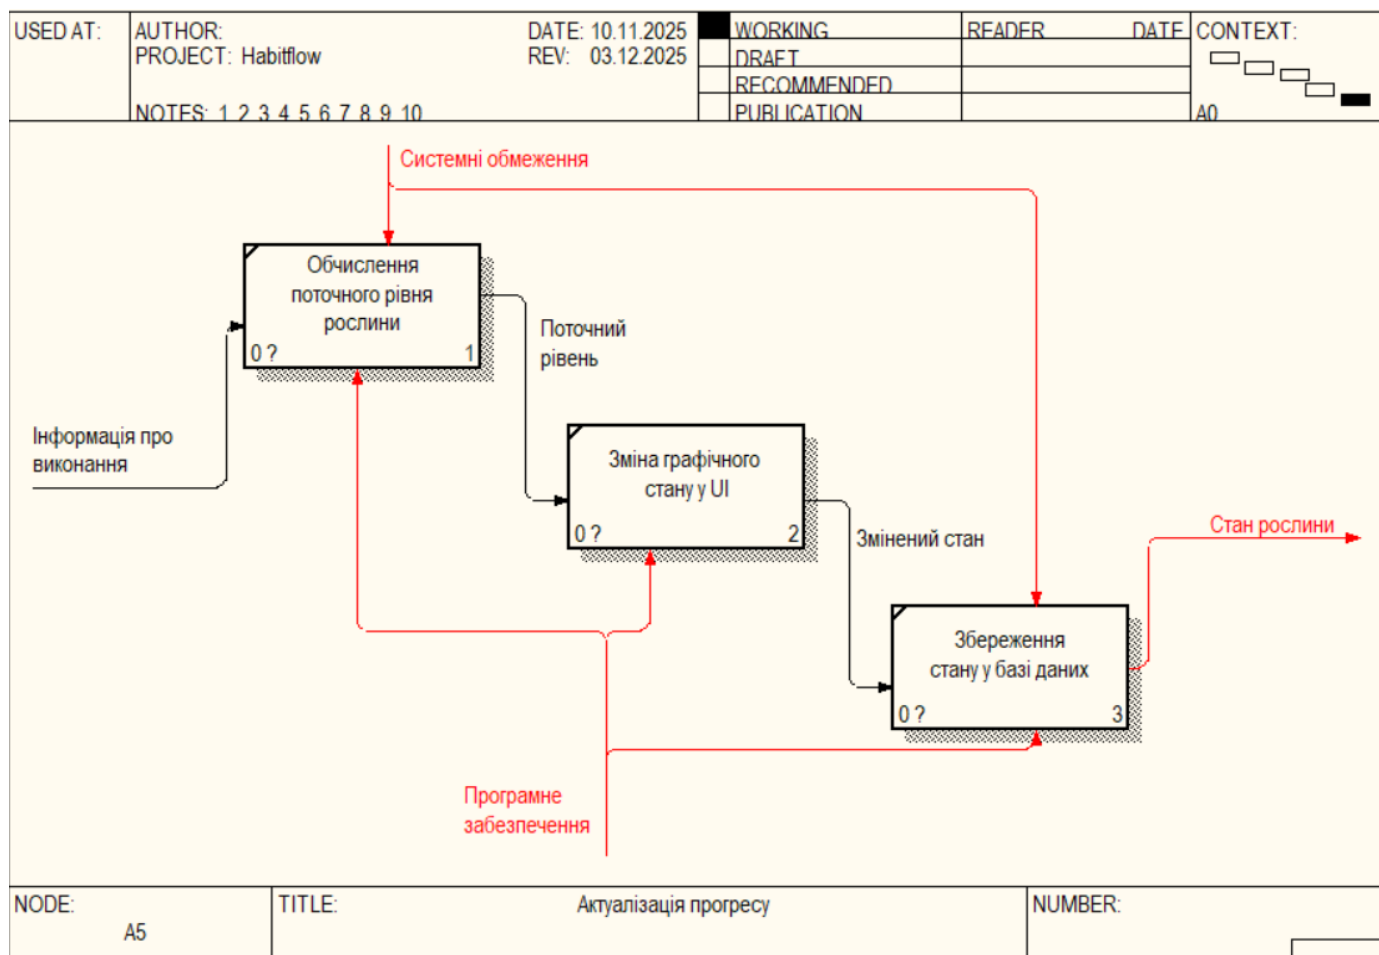 USED AT:
AUTHOR:
DATE: 10.11.2025
PROJECT: Habitflow
REV: 03.12.2025
NOTES: 1 2 3 4 5 6 7 8 9 10
WORKING
DRAFT
RECOMMENDED
PUBLICATION
READER DATE
CONTEXT:
A0
Системні обмеження
Обчислення
поточного рівня
рослини
0 ? 1
Поточний
рівень
Інформація про
виконання
Зміна графічного
стану у UI
0 ? 2
Змінений стан
Стан рослини
Збереження
стану у базі даних
0 ? 3
Програмне
забезпечення
NODE:
A5
TITLE:
Актуалізація прогресу
NUMBER: